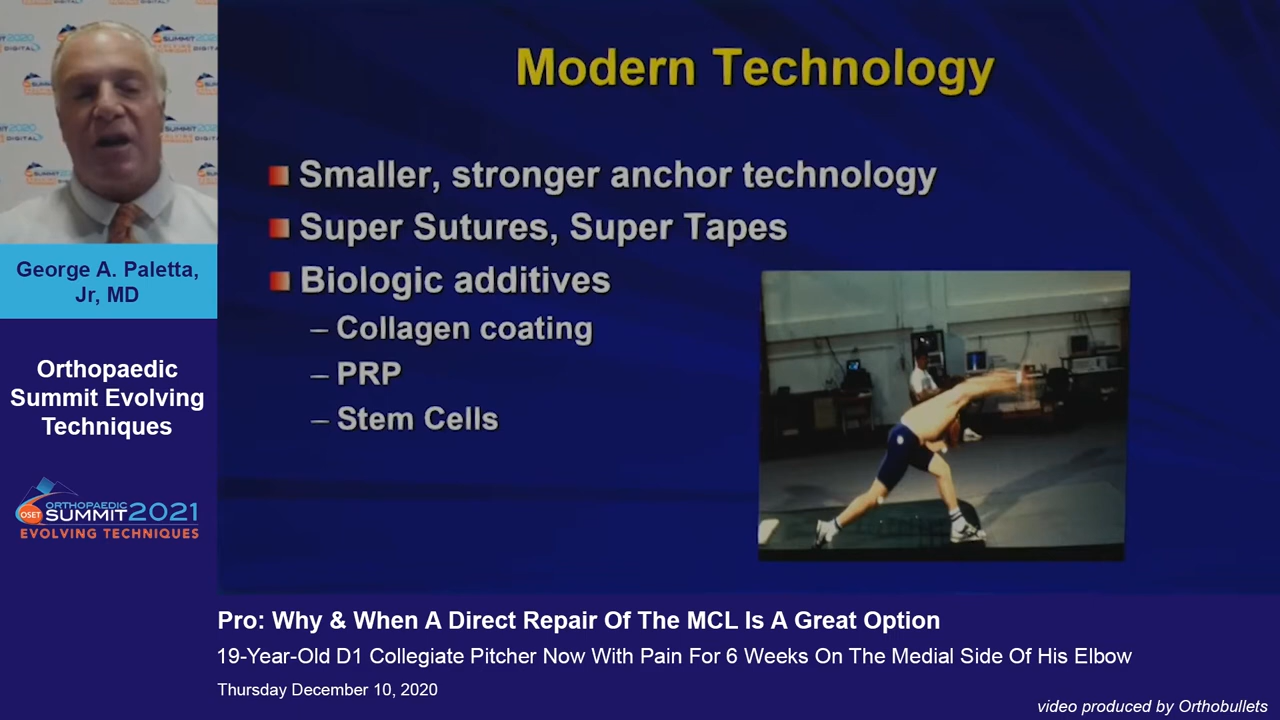 Modern Technology
Smaller, stronger anchor technology
Super Sutures, Super Tapes
Biologic additives
– Collagen coating
– PRP
– Stem Cells
George A. Paletta,
Jr, MD
Orthopaedic
Summit Evolving
Techniques
ORTHOPAEDIC
OSET SUMMIT 2021
EVOLVING TECHNIQUES
Pro: Why & When A Direct Repair Of The MCL Is A Great Option
19-Year-Old D1 Collegiate Pitcher Now With Pain For 6 Weeks On The Medial Side Of His Elbow
Thursday December 10, 2020
video produced by Orthobullets